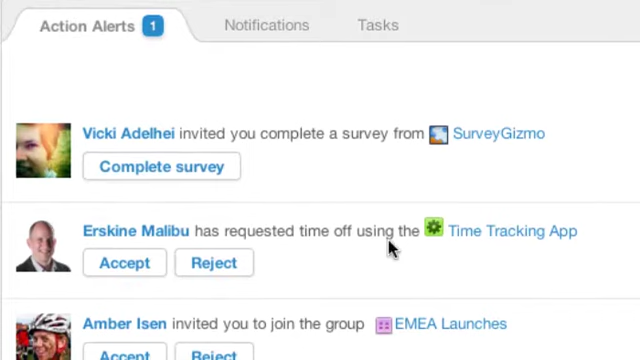 Action Alerts 1 Notifications Tasks
Vicki Adelhei invited you complete a survey from SurveyGizmo
Complete survey
Erskine Malibu has requested time off using the Time Tracking App
Accept Reject
Amber Isen invited you to join the group EMEA Launches
Accept Reject